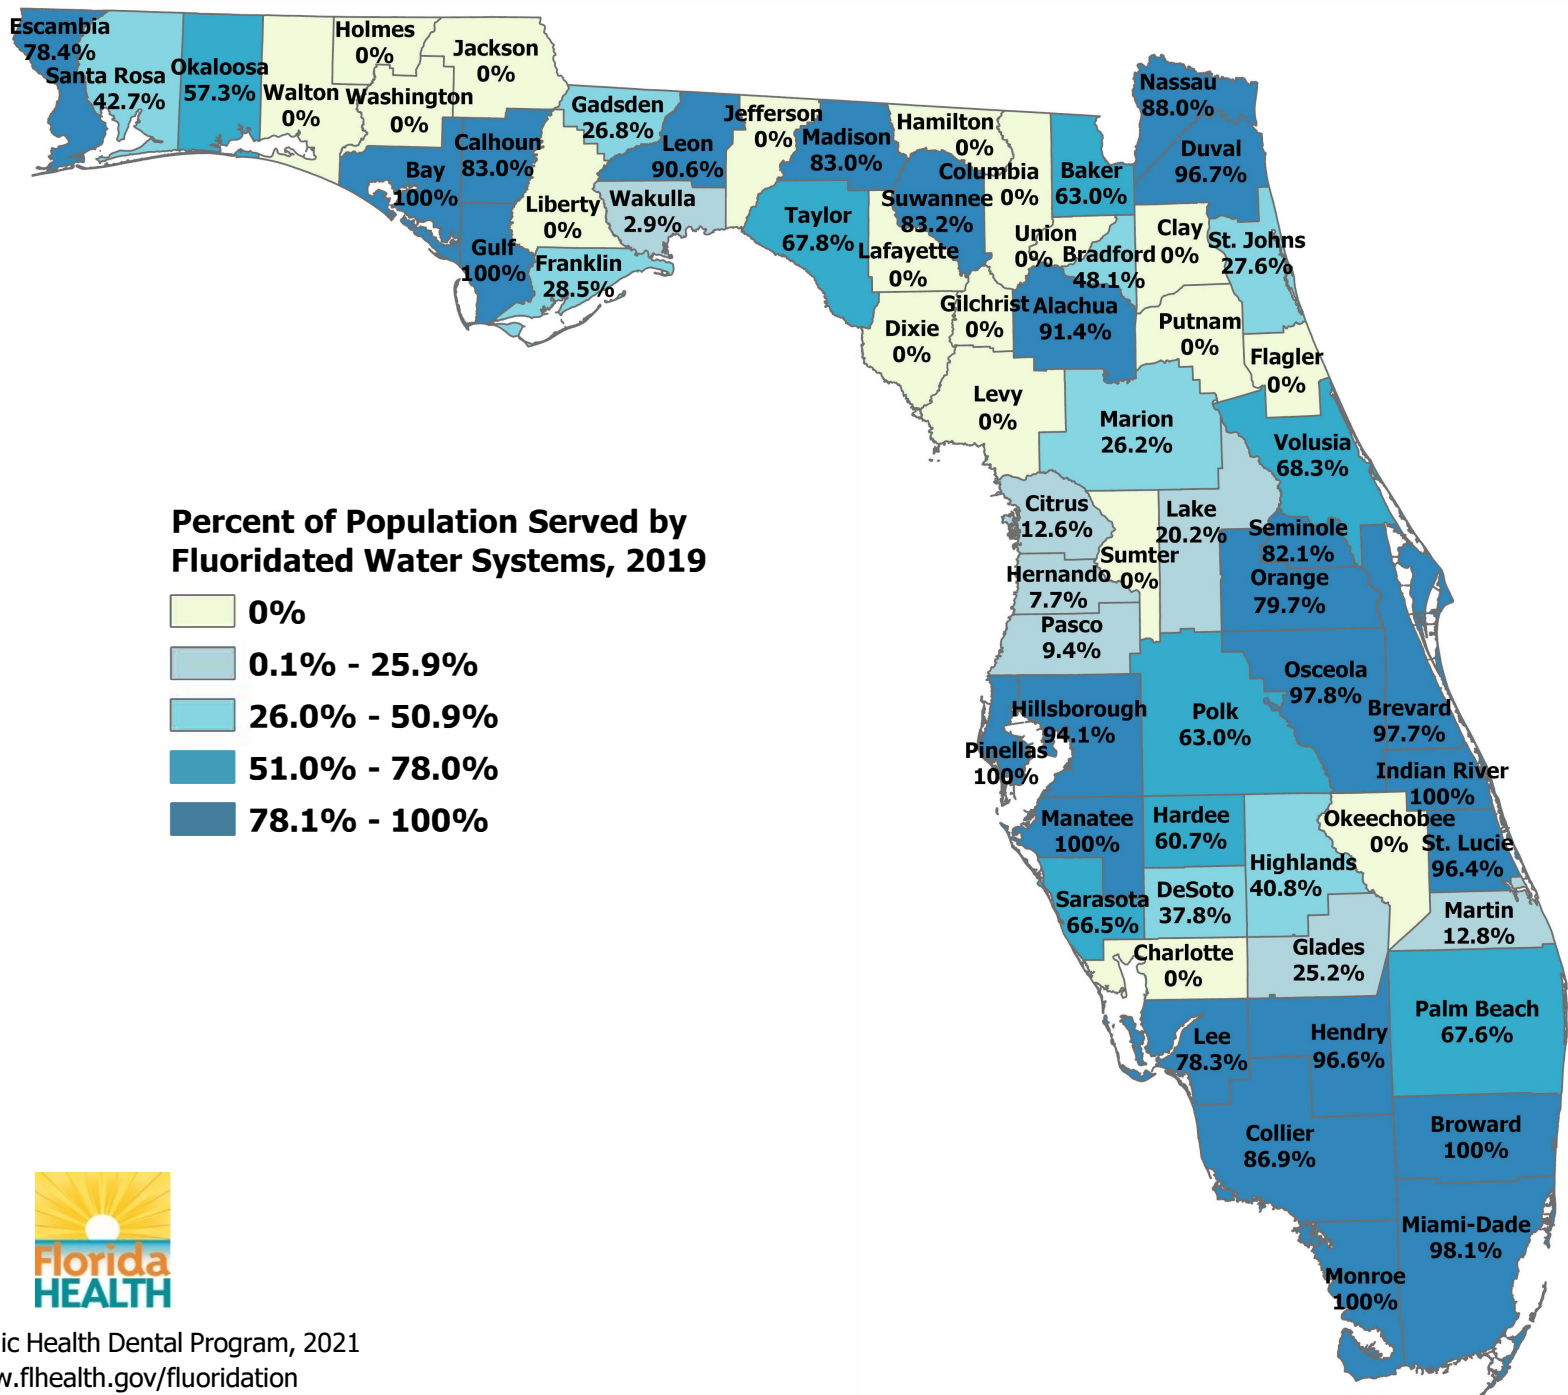 Escambia
78.4%
Santa Rosa
42.7%
Okaloosa
57.3%
Walton
0%
Holmes
0%
Washington
0%
Jackson
0%
Calhoun
83.0%
Bay
100%
Gulf
100%
Gadsden
26.8%
Liberty
0%
Franklin
28.5%
Leon
90.6%
Wakulla
2.9%
Jefferson
0%
Madison
83.0%
Taylor
67.8%
Hamilton
0%
Suwannee
83.2%
Lafayette
0%
Columbia
0%
Baker
63.0%
Nassau
88.0%
Duval
96.7%
Union
0%
Bradford
48.1%
Clay
0%
St. Johns
27.6%
Dixie
0%
Gilchrist
0%
Alachua
91.4%
Putnam
0%
Flagler
0%
Levy
0%
Marion
26.2%
Volusia
68.3%
Citrus
12.6%
Sumter
0%
Lake
20.2%
Seminole
82.1%
Hernando
7.7%
Orange
79.7%
Pasco
9.4%
Percent of Population Served by
Fluoridated Water Systems, 2019
0%
0.1% - 25.9%
26.0% - 50.9%
51.0% - 78.0%
78.1% - 100%
Osceola
97.8%
Brevard
97.7%
Hillsborough
94.1%
Pinellas
100%
Polk
63.0%
Indian River
100%
Manatee
100%
Hardee
60.7%
Okeechobee
0%
St. Lucie
96.4%
Highlands
40.8%
Sarasota
66.5%
DeSoto
37.8%
Martin
12.8%
Charlotte
0%
Glades
25.2%
Lee
78.3%
Hendry
96.6%
Palm Beach
67.6%
Collier
86.9%
Broward
100%
Miami-Dade
98.1%
Monroe
100%
Florida
HEALTH
ic Health Dental Program, 2021
w.flhealth.gov/fluoridation